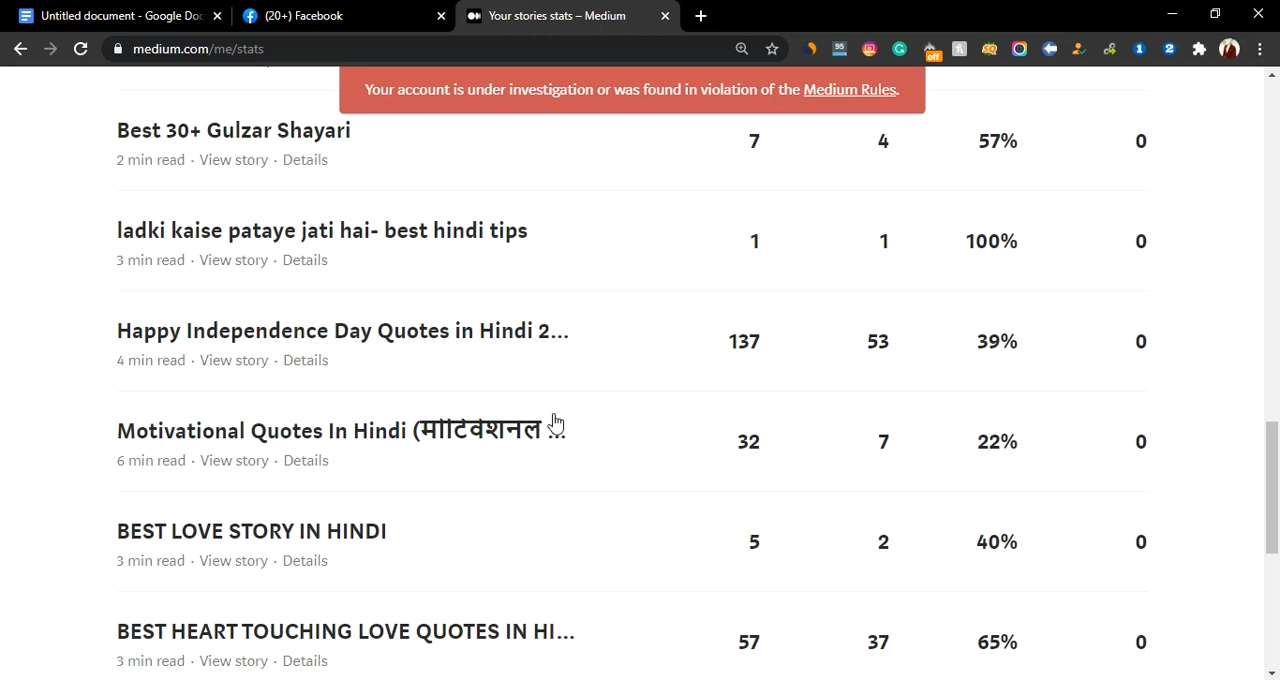 Untitled document - Google Doc
(20+) Facebook
Your stories stats – Medium
medium.com/me/stats
95
off
1
2
Your account is under investigation or was found in violation of the Medium Rules.
Best 30+ Gulzar Shayari 7 4 57% 0
2 min read · View story · Details
ladki kaise pataye jati hai- best hindi tips 1 1 100% 0
3 min read · View story · Details
Happy Independence Day Quotes in Hindi 2... 137 53 39% 0
4 min read · View story · Details
Motivational Quotes In Hindi (मोटिवेशनल ... 32 7 22% 0
6 min read · View story · Details
BEST LOVE STORY IN HINDI 5 2 40% 0
3 min read · View story · Details
BEST HEART TOUCHING LOVE QUOTES IN HI... 57 37 65% 0
3 min read · View story · Details